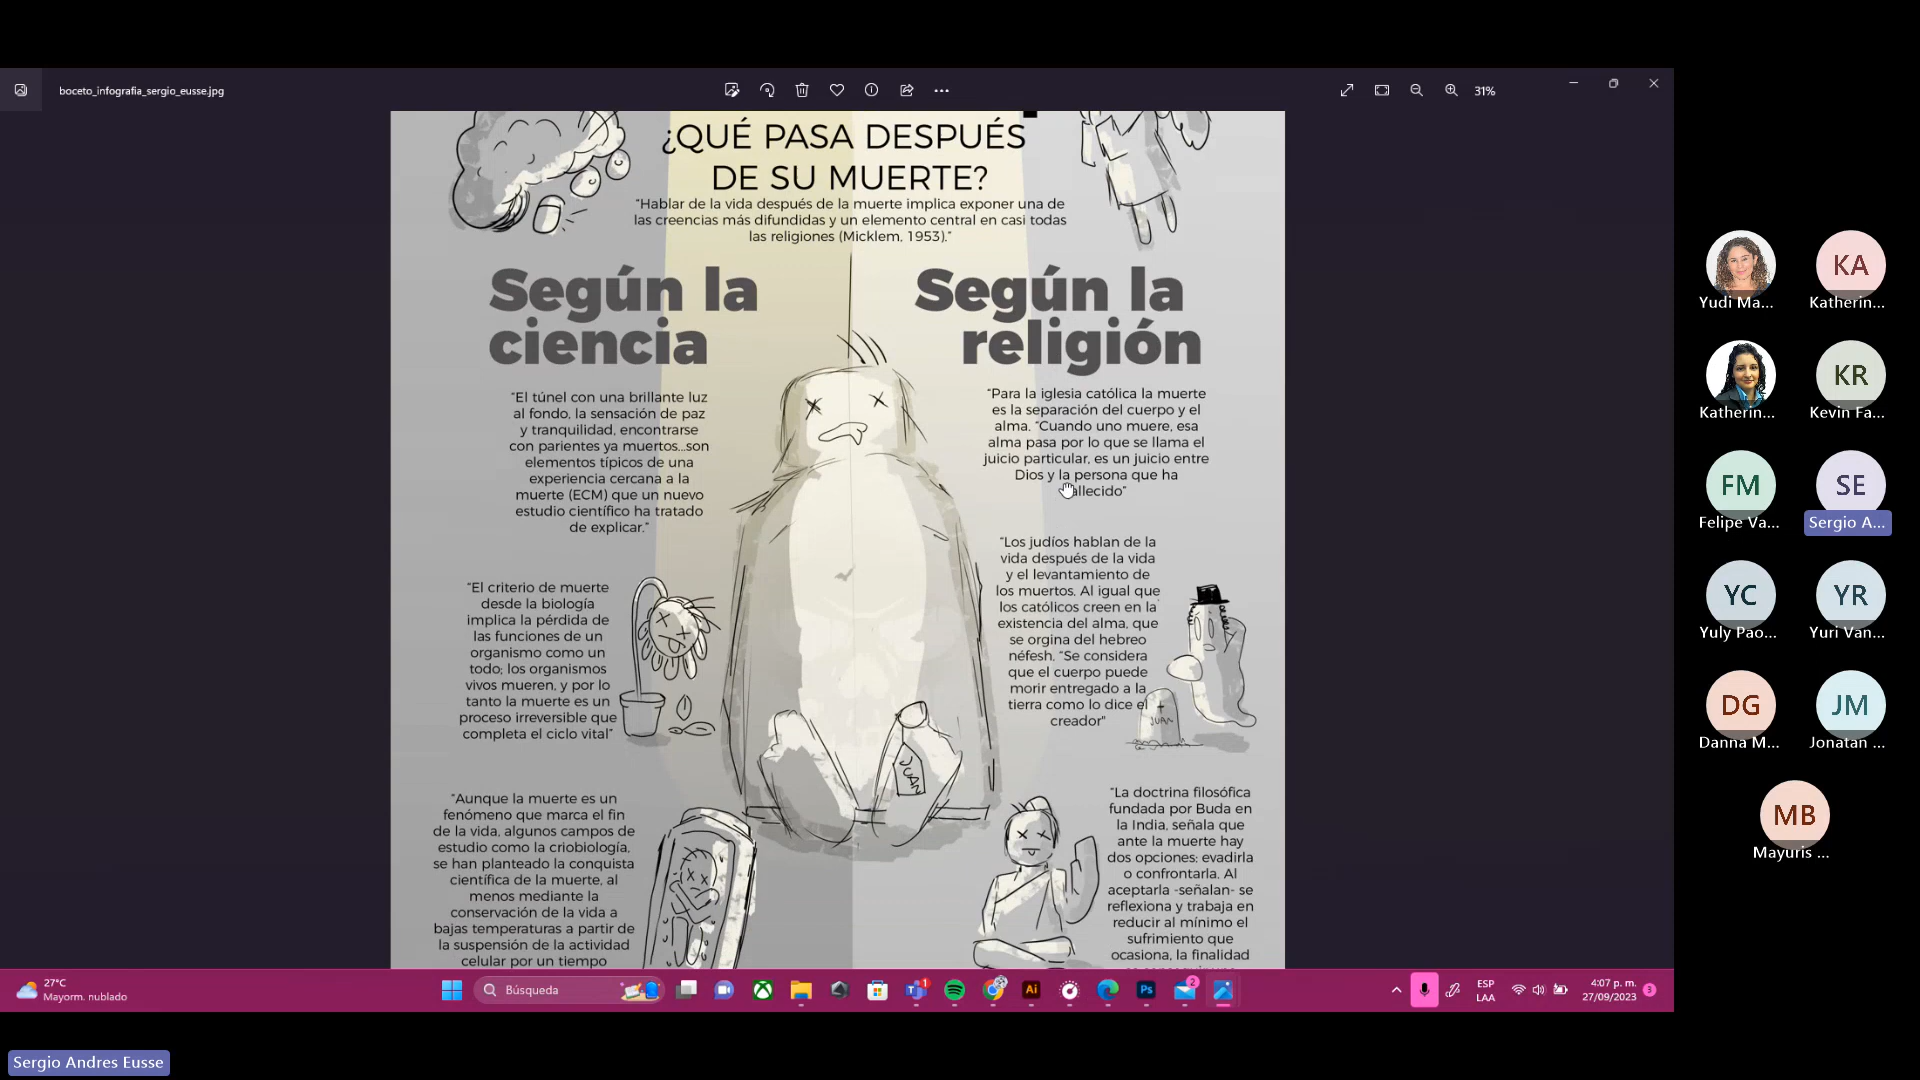 boceto_infografia_sergio_eusse.jpg
31%
¿QUÉ PASA DESPUÉS
DE SU MUERTE?
“Hablar de la vida después de la muerte implica exponer una de
las creencias más difundidas y un elemento central en casi todas
las religiones (Micklem, 1953).”
Según la
ciencia
“El túnel con una brillante luz
al fondo, la sensación de paz
y tranquilidad, encontrarse
con parientes ya muertos...son
elementos típicos de una
experiencia cercana a la
muerte (ECM) que un nuevo
estudio científico ha tratado
de explicar.”
“El criterio de muerte
desde la biología
implica la pérdida de
las funciones de un
organismo como un
todo; los organismos
vivos mueren, y por lo
tanto la muerte es un
proceso irreversible que
completa el ciclo vital”
“Aunque la muerte es un
fenómeno que marca el fin
de la vida, algunos campos de
estudio como la criobiología,
se han planteado la conquista
científica de la muerte, al
menos mediante la
conservación de la vida a
bajas temperaturas a partir de
la suspensión de la actividad
celular por un tiempo
Según la
religión
“Para la iglesia católica la muerte
es la separación del cuerpo y el
alma. “Cuando uno muere, esa
alma pasa por lo que se llama el
juicio particular, es un juicio entre
Dios y la persona que ha
allecido”
“Los judíos hablan de la
vida después de la vida
y el levantamiento de
los muertos. Al igual que
los católicos creen en la
existencia del alma, que
se orgina del hebreo
néfesh. “Se considera
que el cuerpo puede
morir entregado a la
tierra como lo dice el
creador"
“La doctrina filosófica
fundada por Buda en
la India, señala que
ante la muerte hay
dos opciones: evadirla
o confrontarla. Al
aceptarla -señalan- se
reflexiona y trabaja en
reducir al mínimo el
sufrimiento que
ocasiona, la finalidad
JUAN
JUAN
Yudi Ma...
KA
Katherin...
Katherin...
KR
Kevin Fa...
FM
Felipe Va...
SE
Sergio A...
YC
Yuly Pao...
YR
Yuri Van...
DG
Danna M...
JM
Jonatan ...
MB
Mayuris ...
27°C
Mayorm. nublado
Búsqueda
1
Ai
Ps
2
ESP
LAA
4:07 p. m.
27/09/2023
3
Sergio Andres Eusse